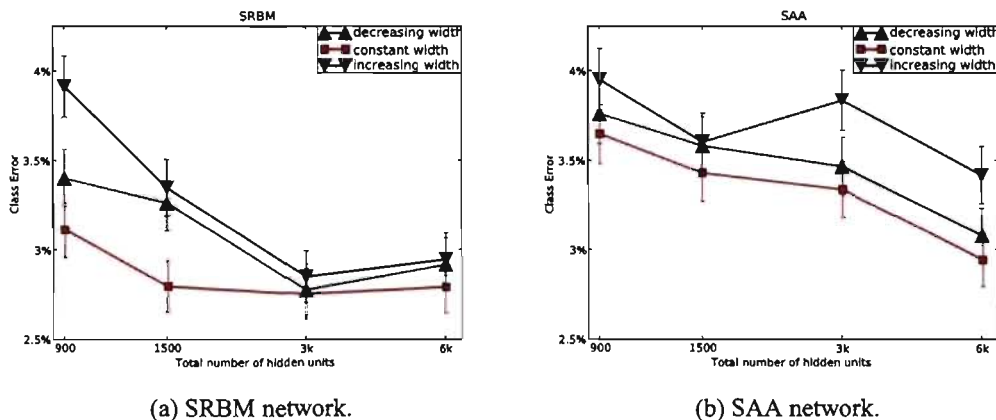 SRBM
decreasing width
constant width
increasing width
4%
3.5%
3%
2.5%
Class Error
900 1500 3k 6k
Total number of hidden units
(a) SRBM network.
SAA
decreasing width
constant width
increasing width
4%
3.5%
3%
2.5%
Class Error
900 1500 3k 6k
Total number of hidden units
(b) SAA network.